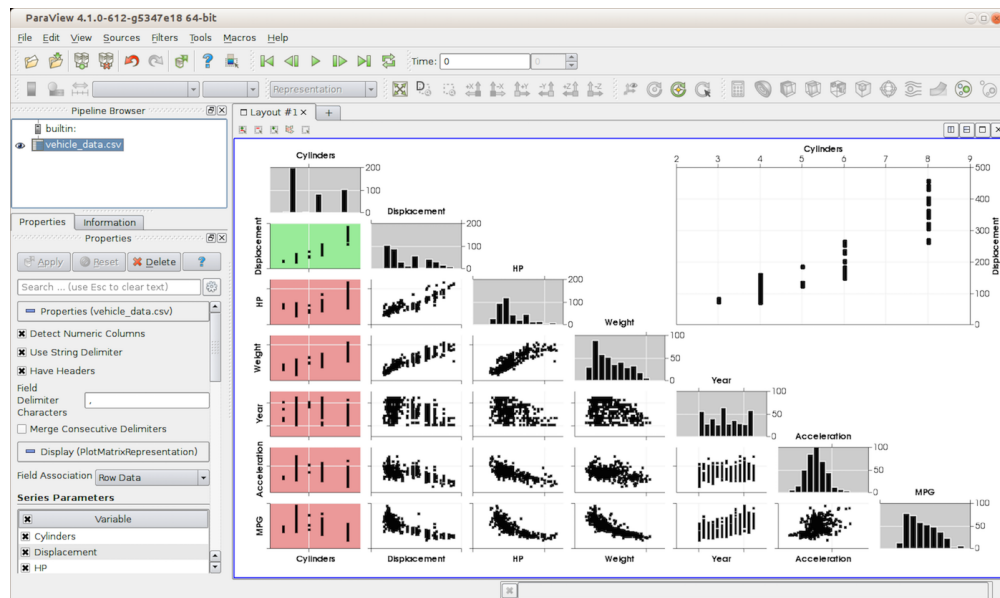 ParaView 4.1.0-612-g5347e18 64-bit
File Edit View Sources Filters Tools Macros Help
Time: 0 0
Representation
Pipeline Browser
builtin:
vehicle_data.csv
Properties Information
Properties
Apply Reset Delete ?
Search ... (use Esc to clear text)
Properties (vehicle_data.csv)
Detect Numeric Columns
Use String Delimiter
Have Headers
Field
Delimiter ,
Characters
Merge Consecutive Delimiters
Display (PlotMatrixRepresentation)
Field Association Row Data
Series Parameters
Variable
Cylinders
Displacement
HP
Layout #1 +
Cylinders
200
100
0
Displacement
Displacement
200
100
0
HP
HP
200
100
0
Weight
Weight
100
50
0
Year
Year
100
50
0
Acceleration
Acceleration
100
50
0
MPG
MPG
100
50
0
Cylinders Displacement HP Weight Year Acceleration
Cylinders
2 3 4 5 6 7 8 9
500
400
300
200
100
0
Displacement